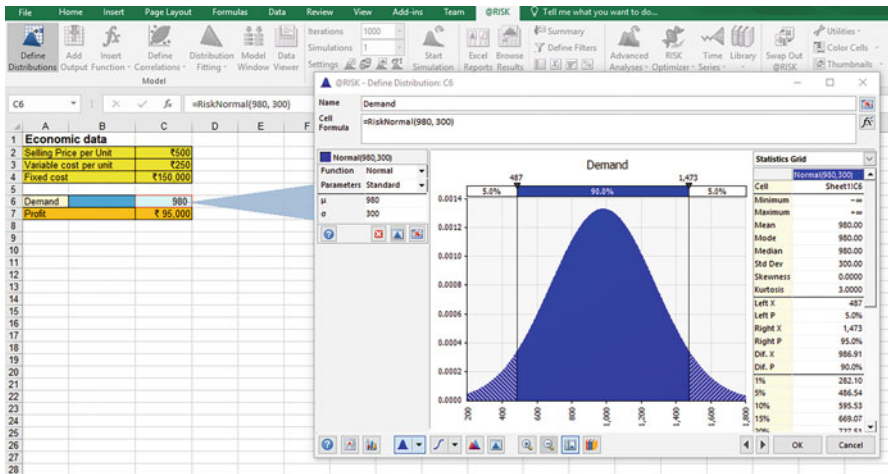 File Home Insert Page Layout Formulas Data Review View Add-ins Team @RISK Tell me what you want to do...
Define Distributions
Add Output
Insert Function
Define Correlations
Distribution Fitting
Model Window
Data Viewer
Model
Iterations 1000
Simulations 1
Settings
Start Simulation
Excel Reports
Browse Results
Summary
Define Filters
Advanced Analyses
RISK Optimizer
Time Series
Library
Swap Out @RISK
Utilities
Color Cells
Thumbnails
C6 =RiskNormal(980, 300)
A B C D E F
1 Economic data
2 Selling Price per Unit ₹500
3 Variable cost per unit ₹250
4 Fixed cost ₹150,000
5
6 Demand 980
7 Profit ₹ 95,000
8
9
10
11
12
13
14
15
16
17
18
19
20
21
22
23
24
25
26
27
28
@RISK - Define Distribution: C6
Name Demand
Cell Formula =RiskNormal(980, 300)
fx
Normal(980,300)
Function Normal
Parameters Standard
μ 980
σ 300
Demand
487 1,473
5.0% 90.0% 5.0%
0.0014
0.0012
0.0010
0.0008
0.0006
0.0004
0.0002
0.0000
200 400 600 800 1,000 1,200 1,400 1,600 1,800
Statistics Grid
Normal(980,300)
Cell Sheet1!C6
Minimum -∞
Maximum +∞
Mean 980.00
Mode 980.00
Median 980.00
Std Dev 300.00
Skewness 0.0000
Kurtosis 3.0000
Left X 487
Left P 5.0%
Right X 1,473
Right P 95.0%
Dif. X 986.91
Dif. P 90.0%
1% 282.10
5% 486.54
10% 595.53
15% 669.07
OK Cancel